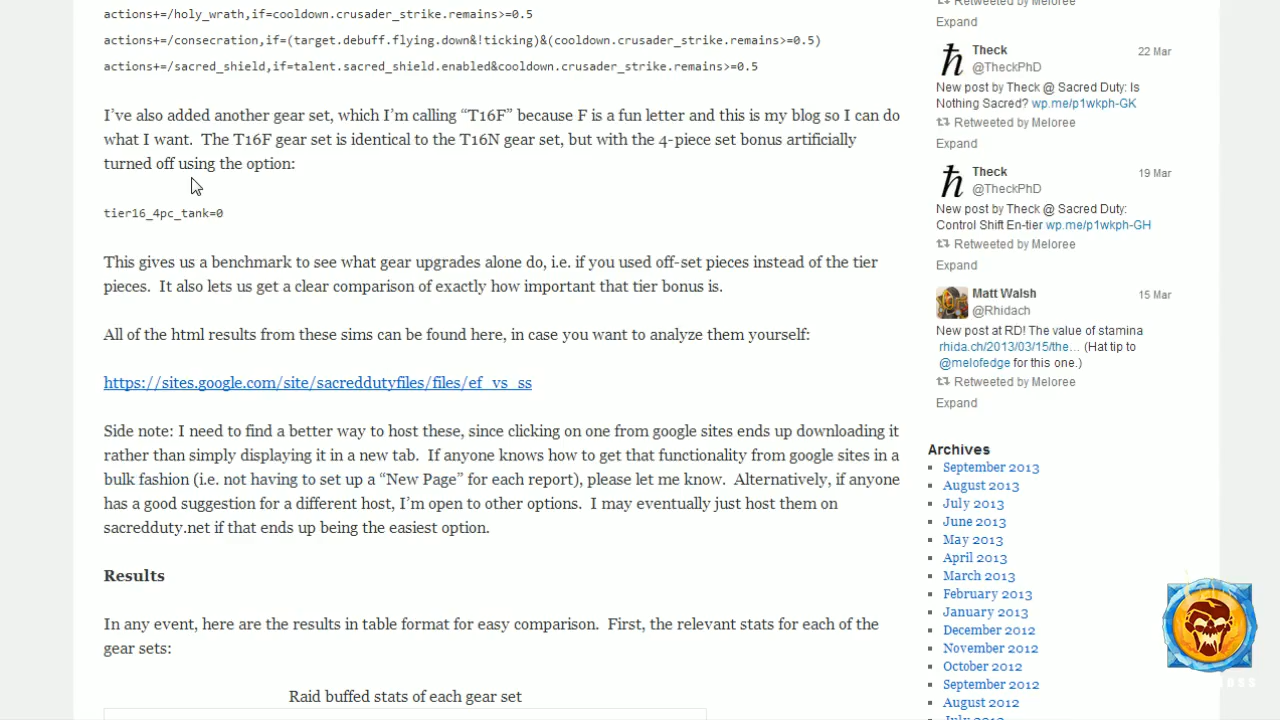 actions+=/holy_wrath,if=cooldown.crusader_strike.remains>=0.5
actions+=/consecration,if=(target.debuff.flying.down&!ticking)&(cooldown.crusader_strike.remains>=0.5)
actions+=/sacred_shield,if=talent.sacred_shield.enabled&cooldown.crusader_strike.remains>=0.5
I’ve also added another gear set, which I’m calling “T16F” because F is a fun letter and this is my blog so I can do
what I want.  The T16F gear set is identical to the T16N gear set, but with the 4-piece set bonus artificially
turned off using the option:
tier16_4pc_tank=0
This gives us a benchmark to see what gear upgrades alone do, i.e. if you used off-set pieces instead of the tier
pieces.  It also lets us get a clear comparison of exactly how important that tier bonus is.
All of the html results from these sims can be found here, in case you want to analyze them yourself:
https://sites.google.com/site/sacreddutyfiles/files/ef_vs_ss
Side note: I need to find a better way to host these, since clicking on one from google sites ends up downloading it
rather than simply displaying it in a new tab.  If anyone knows how to get that functionality from google sites in a
bulk fashion (i.e. not having to set up a “New Page” for each report), please let me know.  Alternatively, if anyone
has a good suggestion for a different host, I’m open to other options.  I may eventually just host them on
sacredduty.net if that ends up being the easiest option.
Results
In any event, here are the results in table format for easy comparison.  First, the relevant stats for each of the
gear sets:
Raid buffed stats of each gear set
Retweeted by Meloree
Expand
Theck 22 Mar
@TheckPhD
New post by Theck @ Sacred Duty: Is
Nothing Sacred? wp.me/p1wkph-GK
Retweeted by Meloree
Expand
Theck 19 Mar
@TheckPhD
New post by Theck @ Sacred Duty:
Control Shift En-tier wp.me/p1wkph-GH
Retweeted by Meloree
Expand
Matt Walsh 15 Mar
@Rhidach
New post at RD! The value of stamina
rhida.ch/2013/03/15/the… (Hat tip to
@melofedge for this one.)
Retweeted by Meloree
Expand
Archives
September 2013
August 2013
July 2013
June 2013
May 2013
April 2013
March 2013
February 2013
January 2013
December 2012
November 2012
October 2012
September 2012
August 2012
July 2012